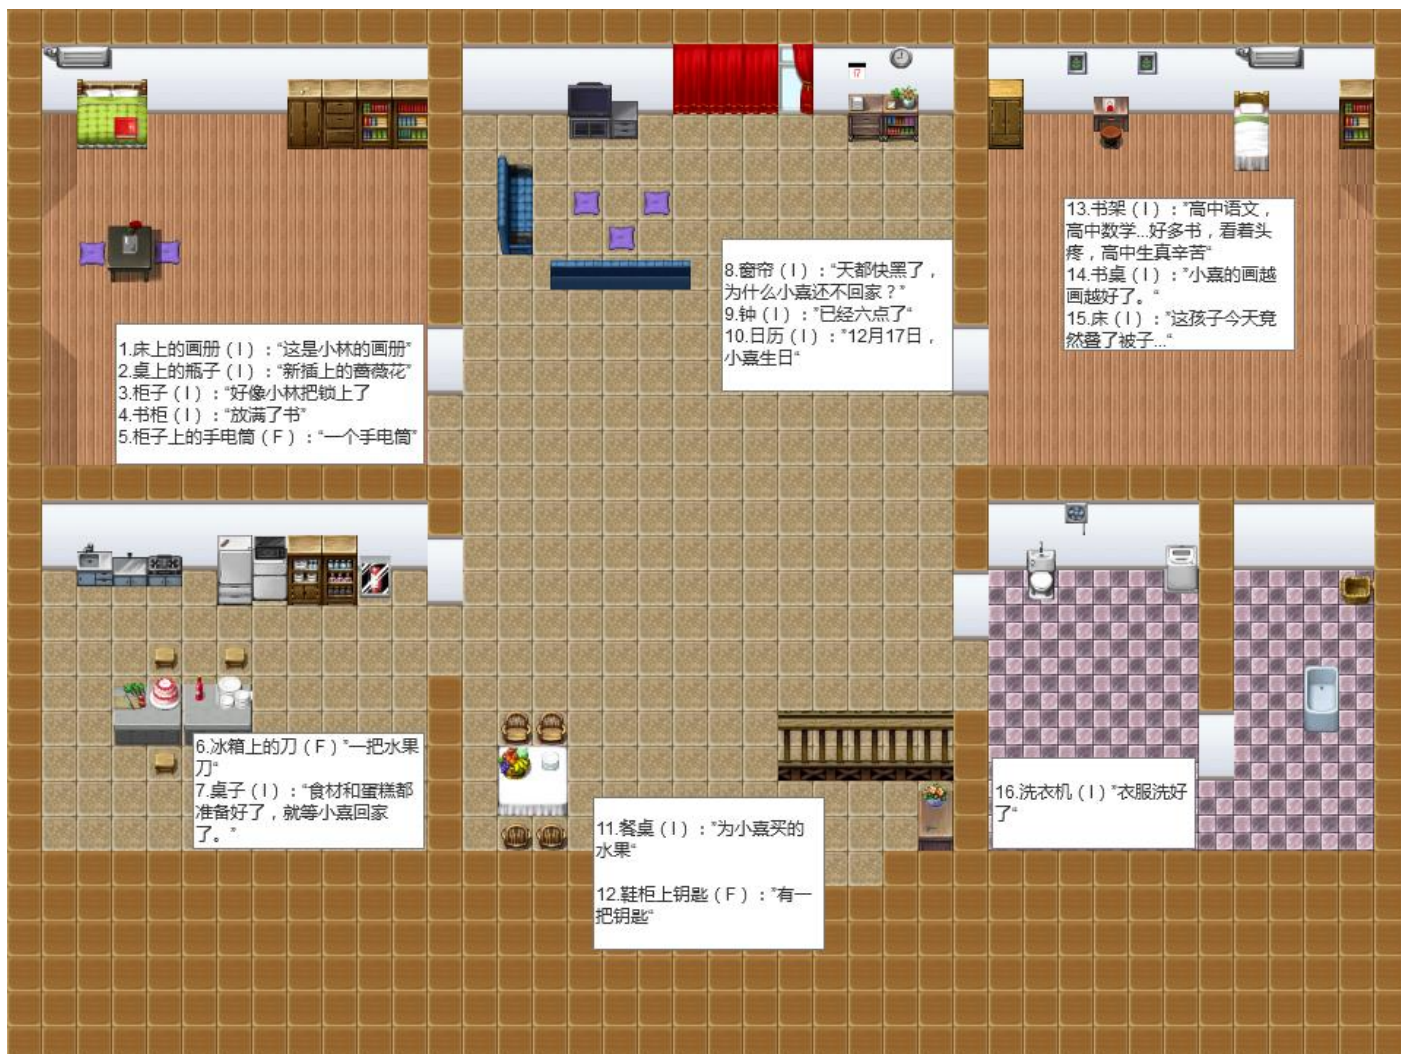 17
1.床上的画册（I）：“这是小林的画册”
2.桌上的瓶子（I）：“新插上的蔷薇花”
3.柜子（I）：“好像小林把锁上了
4.书柜（I）：“放满了书”
5.柜子上的手电筒（F）：“一个手电筒”
8.窗帘（I）：“天都快黑了，
为什么小熹还不回家？”
9.钟（I）：”已经六点了“
10.日历（I）：”12月17日，
小熹生日“
13.书架（I）：”高中语文，
高中数学...好多书，看着头
疼，高中生真辛苦“
14.书桌（I）：”小熹的画越
画越好了。“
15.床（I）：”这孩子今天竟
然叠了被子...“
6.冰箱上的刀（F）”一把水果
刀“
7.桌子（I）：“食材和蛋糕都
准备好了，就等小熹回家
了。”
11.餐桌（I）：”为小熹买的
水果“
12.鞋柜上钥匙（F）：”有一
把钥匙“
16.洗衣机（I）”衣服洗好
了“